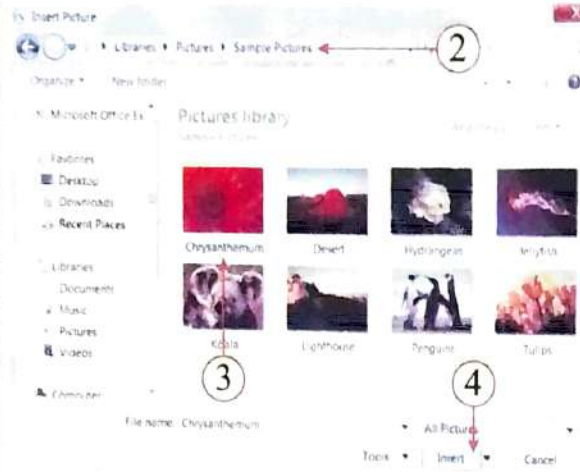 Insert Picture
Libraries Pictures Sample Pictures
2
Organize New folder
Microsoft Office Ex
Pictures library
Sample Pictures
Favorites
Desktop
Downloads
Recent Places
Chrysanthemum Desert Hydrangeas Jellyfish
Libraries
Documents
Music
Pictures
Videos
Koala Lighthouse Penguins Tulips
3
4
Computer
File name: Chrysanthemum
All Pictur
Tools Insert Cancel